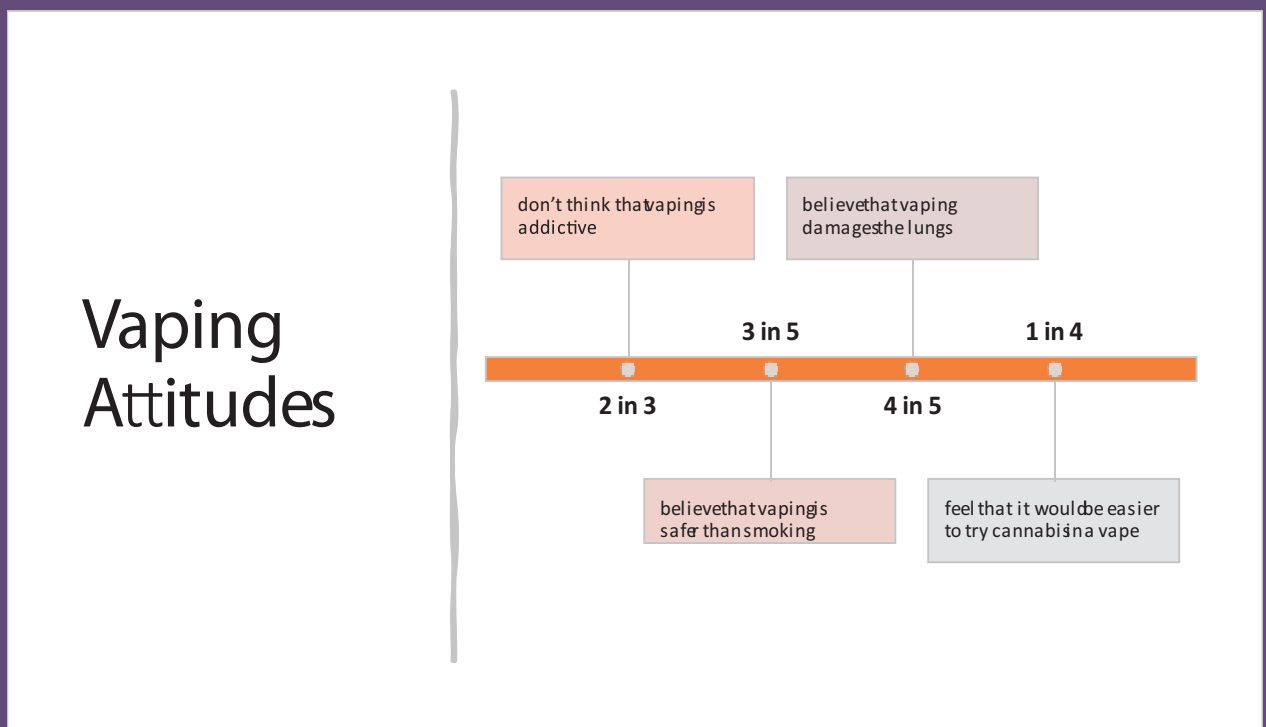 Vaping
Attitudes
don't think that vaping is
addictive
2 in 3
3 in 5
believe that vaping is
safer than smoking
believe that vaping
damages the lungs
4 in 5
1 in 4
feel that it would be easier
to try cannabis in a vape